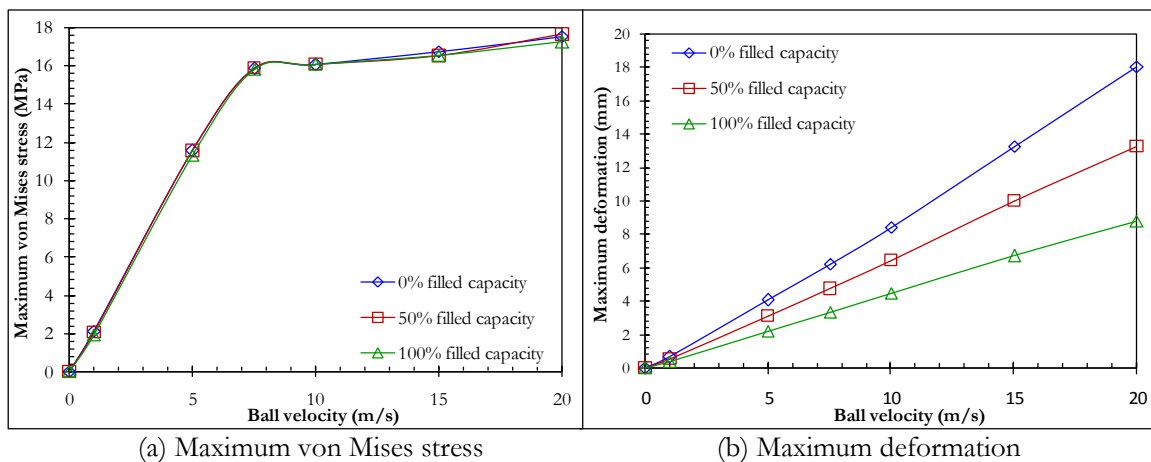 18
16
14
12
10
8
6
4
2
0
Maximum von Mises stress (MPa)
0% filled capacity
50% filled capacity
100% filled capacity
0 5 10 15 20
Ball velocity (m/s)
(a) Maximum von Mises stress
20
18
16
14
12
10
8
6
4
2
0
Maximum deformation (mm)
0% filled capacity
50% filled capacity
100% filled capacity
0 5 10 15 20
Ball velocity (m/s)
(b) Maximum deformation